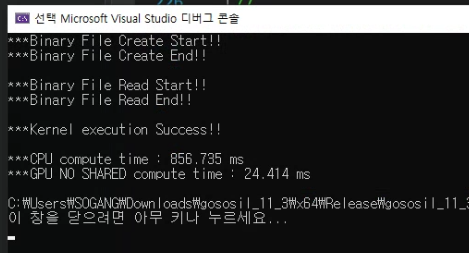 선택 Microsoft Visual Studio 디버그 콘솔
***Binary File Create Start!!
***Binary File Create End!!
***Binary File Read Start!!
***Binary File Read End!!
***Kernel execution Success!!
***CPU compute time : 856.735 ms
***GPU NO SHARED compute time : 24.414 ms
C:₩Users₩SOGANG₩Downloads₩gososil_11_3₩x64₩Release₩gososil_11_3
이 창을 닫으려면 아무 키나 누르세요...